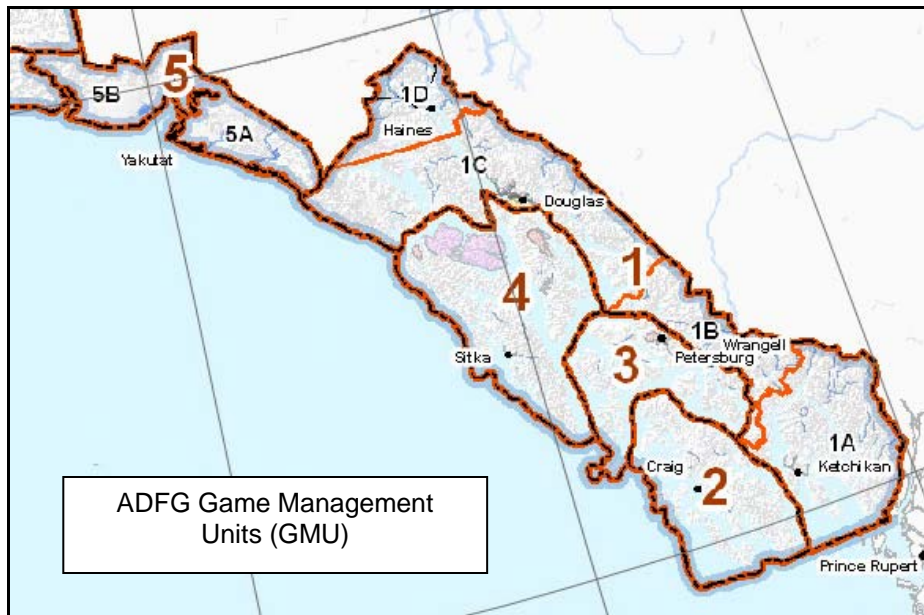 5
5B
1D
5A
Haines
Yakutat
1C
Douglas
1
4
1B
Wrangell
3
Petersburg
Sitka
1A
Craig
2
Ketchikan
ADFG Game Management
Units (GMU)
Prince Rupert